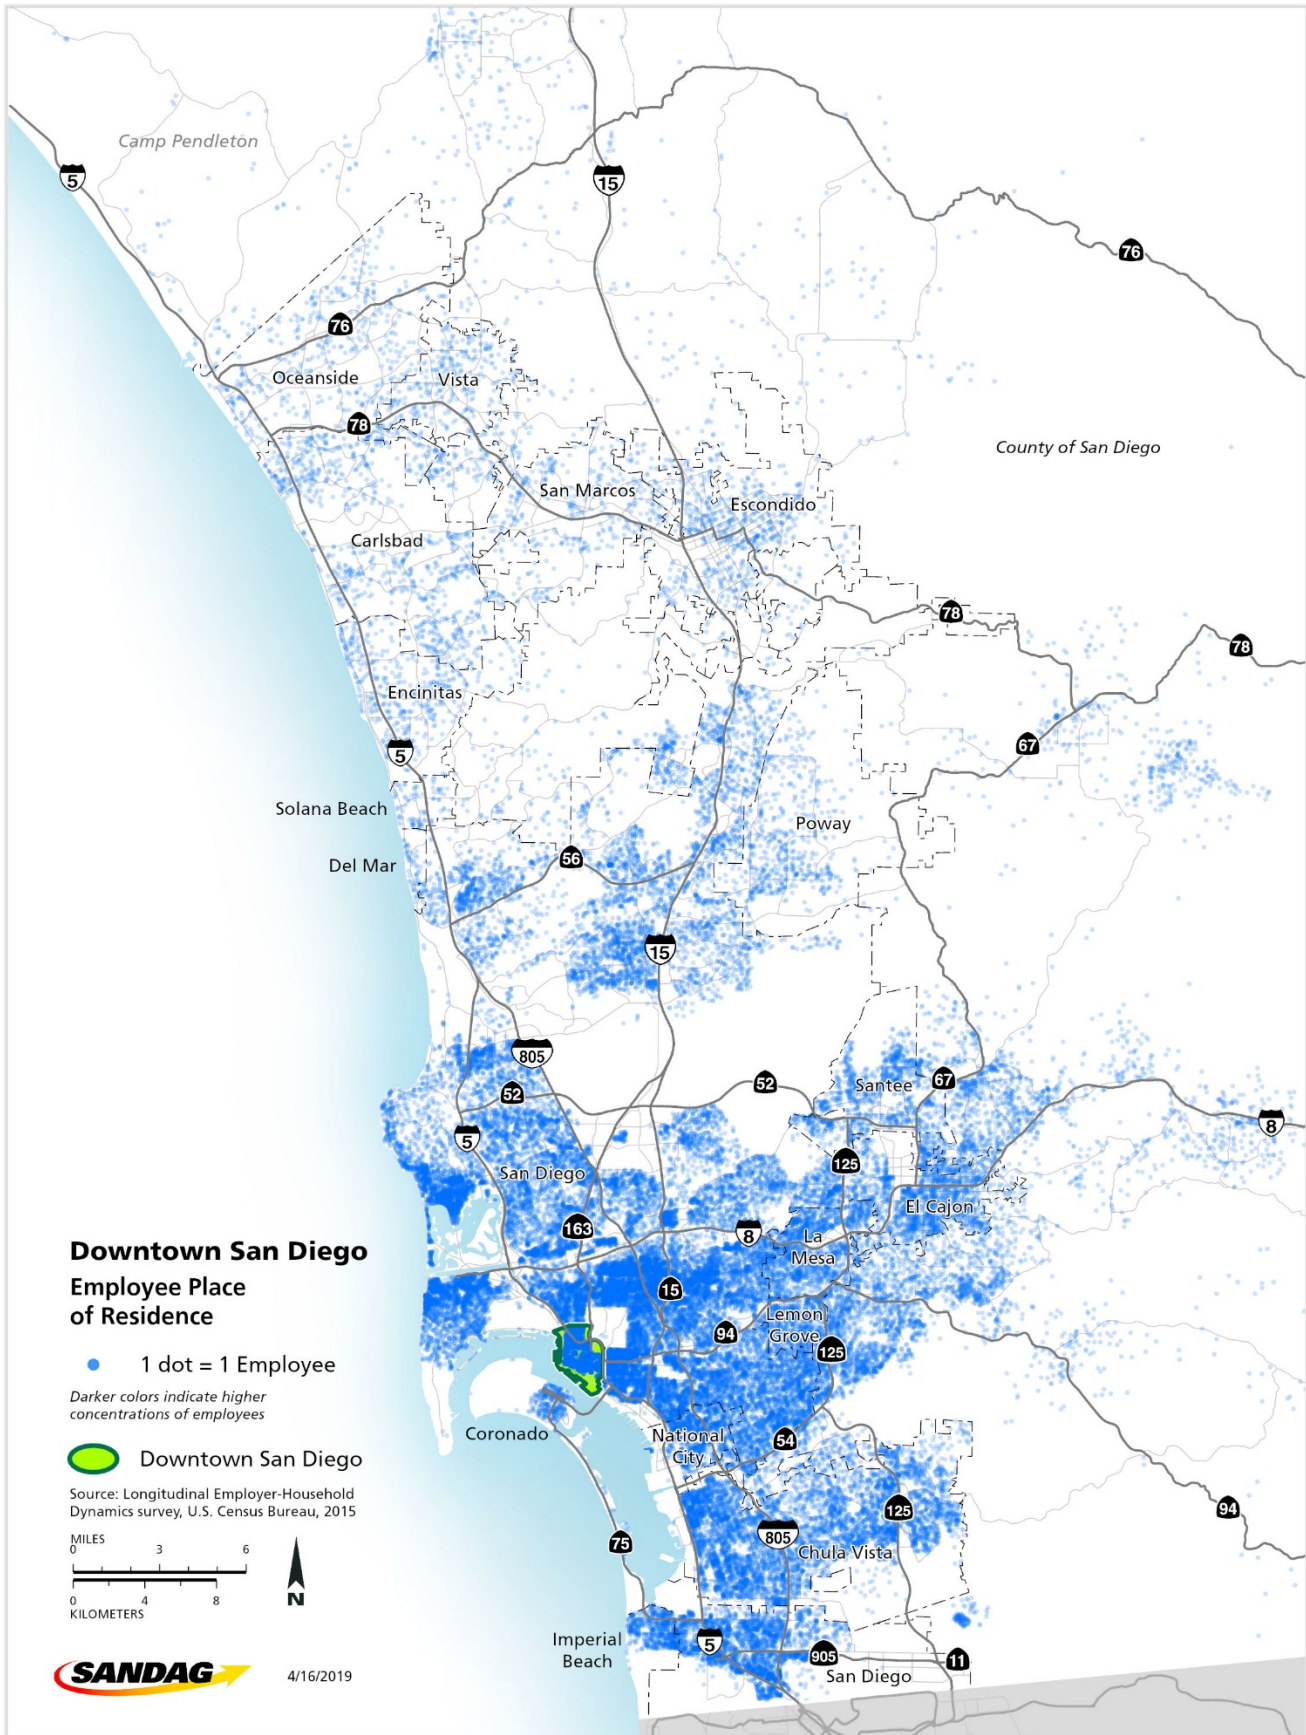 Camp Pendleton
5
15
76
76
Oceanside
Vista
78
County of San Diego
San Marcos
Escondido
Carlsbad
78
78
Encinitas
67
5
Solana Beach
Poway
Del Mar
56
15
805
52
52
Santee
67
5
8
125
San Diego
El Cajon
163
8
La
Mesa
15
94
Lemon
Grove
125
Coronado
National
City
54
125
94
805
75
Chula Vista
Imperial
Beach
5
905
San Diego
11
Downtown San Diego
Employee Place
of Residence
1 dot = 1 Employee
Darker colors indicate higher
concentrations of employees
Downtown San Diego
Source: Longitudinal Employer-Household
Dynamics survey, U.S. Census Bureau, 2015
MILES
0 3 6
0 4 8
KILOMETERS
N
SANDAG
4/16/2019